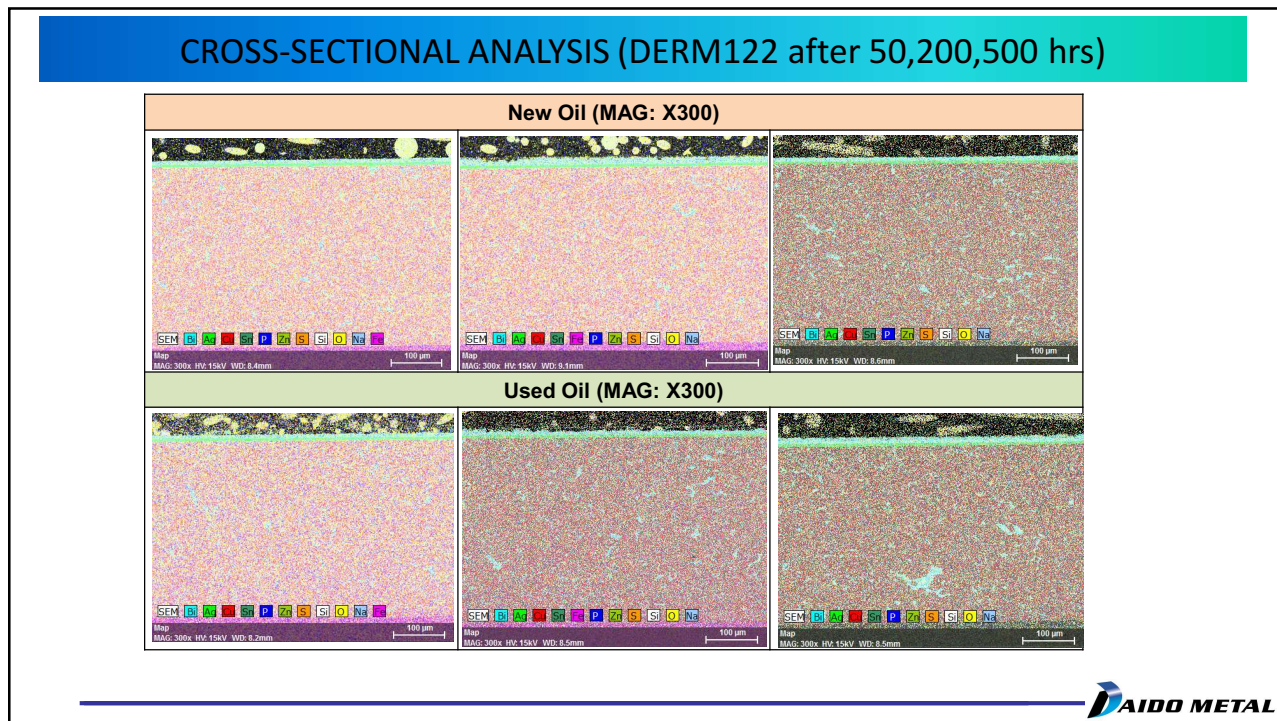 CROSS-SECTIONAL ANALYSIS (DERM122 after 50,200,500 hrs)
New Oil (MAG: X300)
SEM Bi Ag Cu Sn P Zn S Si O Na Fe
Map
MAG: 300x HV: 15kV WD: 8.4mm
100 µm
SEM Bi Ag Cu Sn Fe P Zn S Si O Na
Map
MAG: 300x HV: 15kV WD: 9.1mm
100 µm
SEM Bi Ag Cu Sn P Zn S Si O Na
Map
MAG: 300x HV: 15kV WD: 8.6mm
100 µm
Used Oil (MAG: X300)
SEM Bi Ag Cu Sn P Zn S Si O Na Fe
Map
MAG: 300x HV: 15kV WD: 8.2mm
100 µm
SEM Bi Ag Cu Sn Fe P Zn S Si O Na
Map
MAG: 300x HV: 15kV WD: 8.5mm
100 µm
SEM Bi Ag Cu Sn P Zn S Si O Na
Map
MAG: 300x HV: 15kV WD: 8.5mm
100 µm
DAIDO METAL